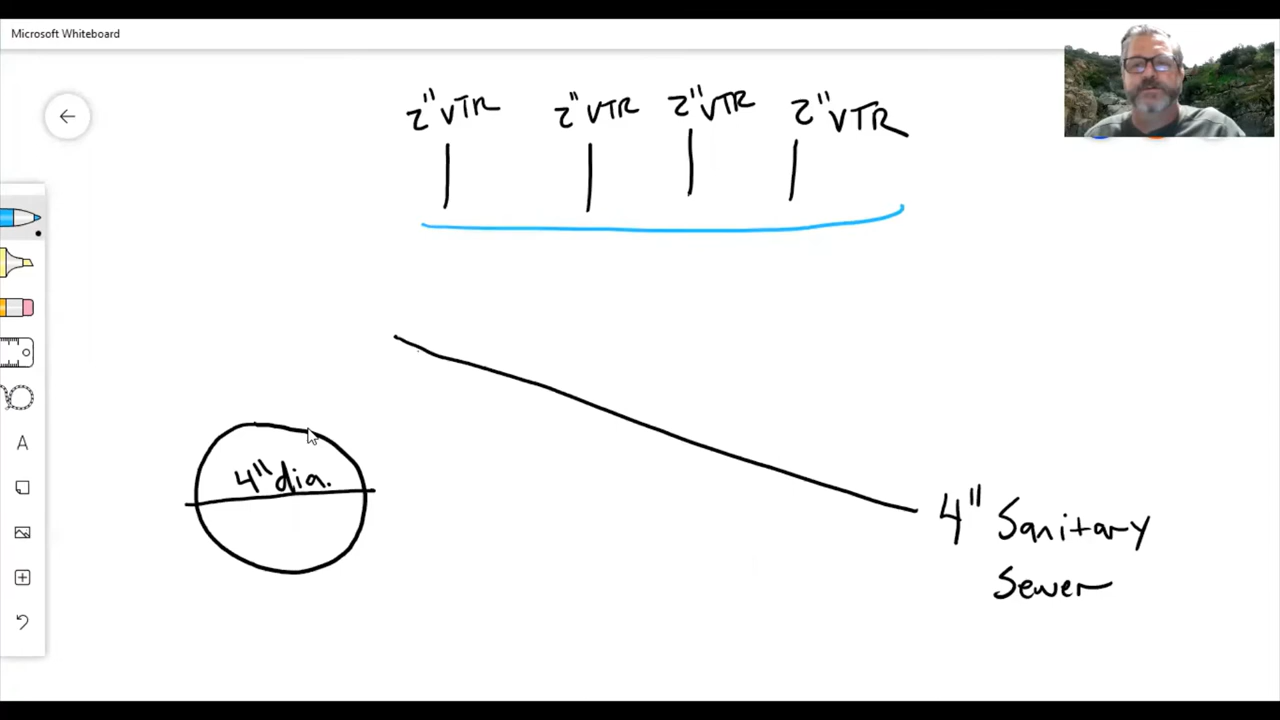 Microsoft Whiteboard
2" VTR 2" VTR 2" VTR 2" VTR
4" dia.
4" Sanitary
Sewer
A